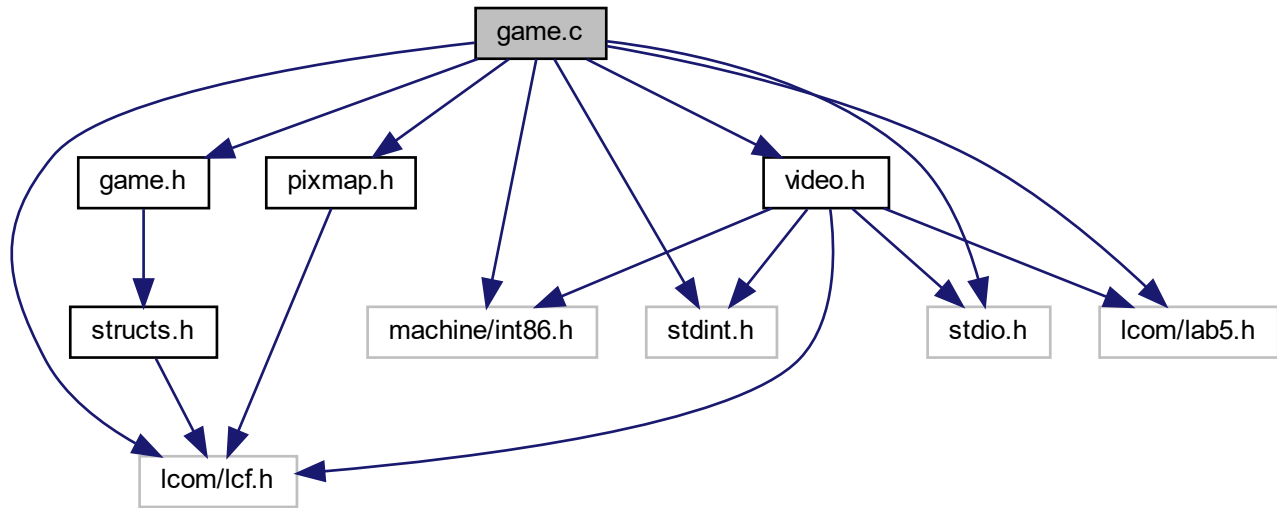 game.c
game.h
pixmap.h
video.h
structs.h
machine/int86.h
stdint.h
stdio.h
lcom/lab5.h
lcom/lcf.h